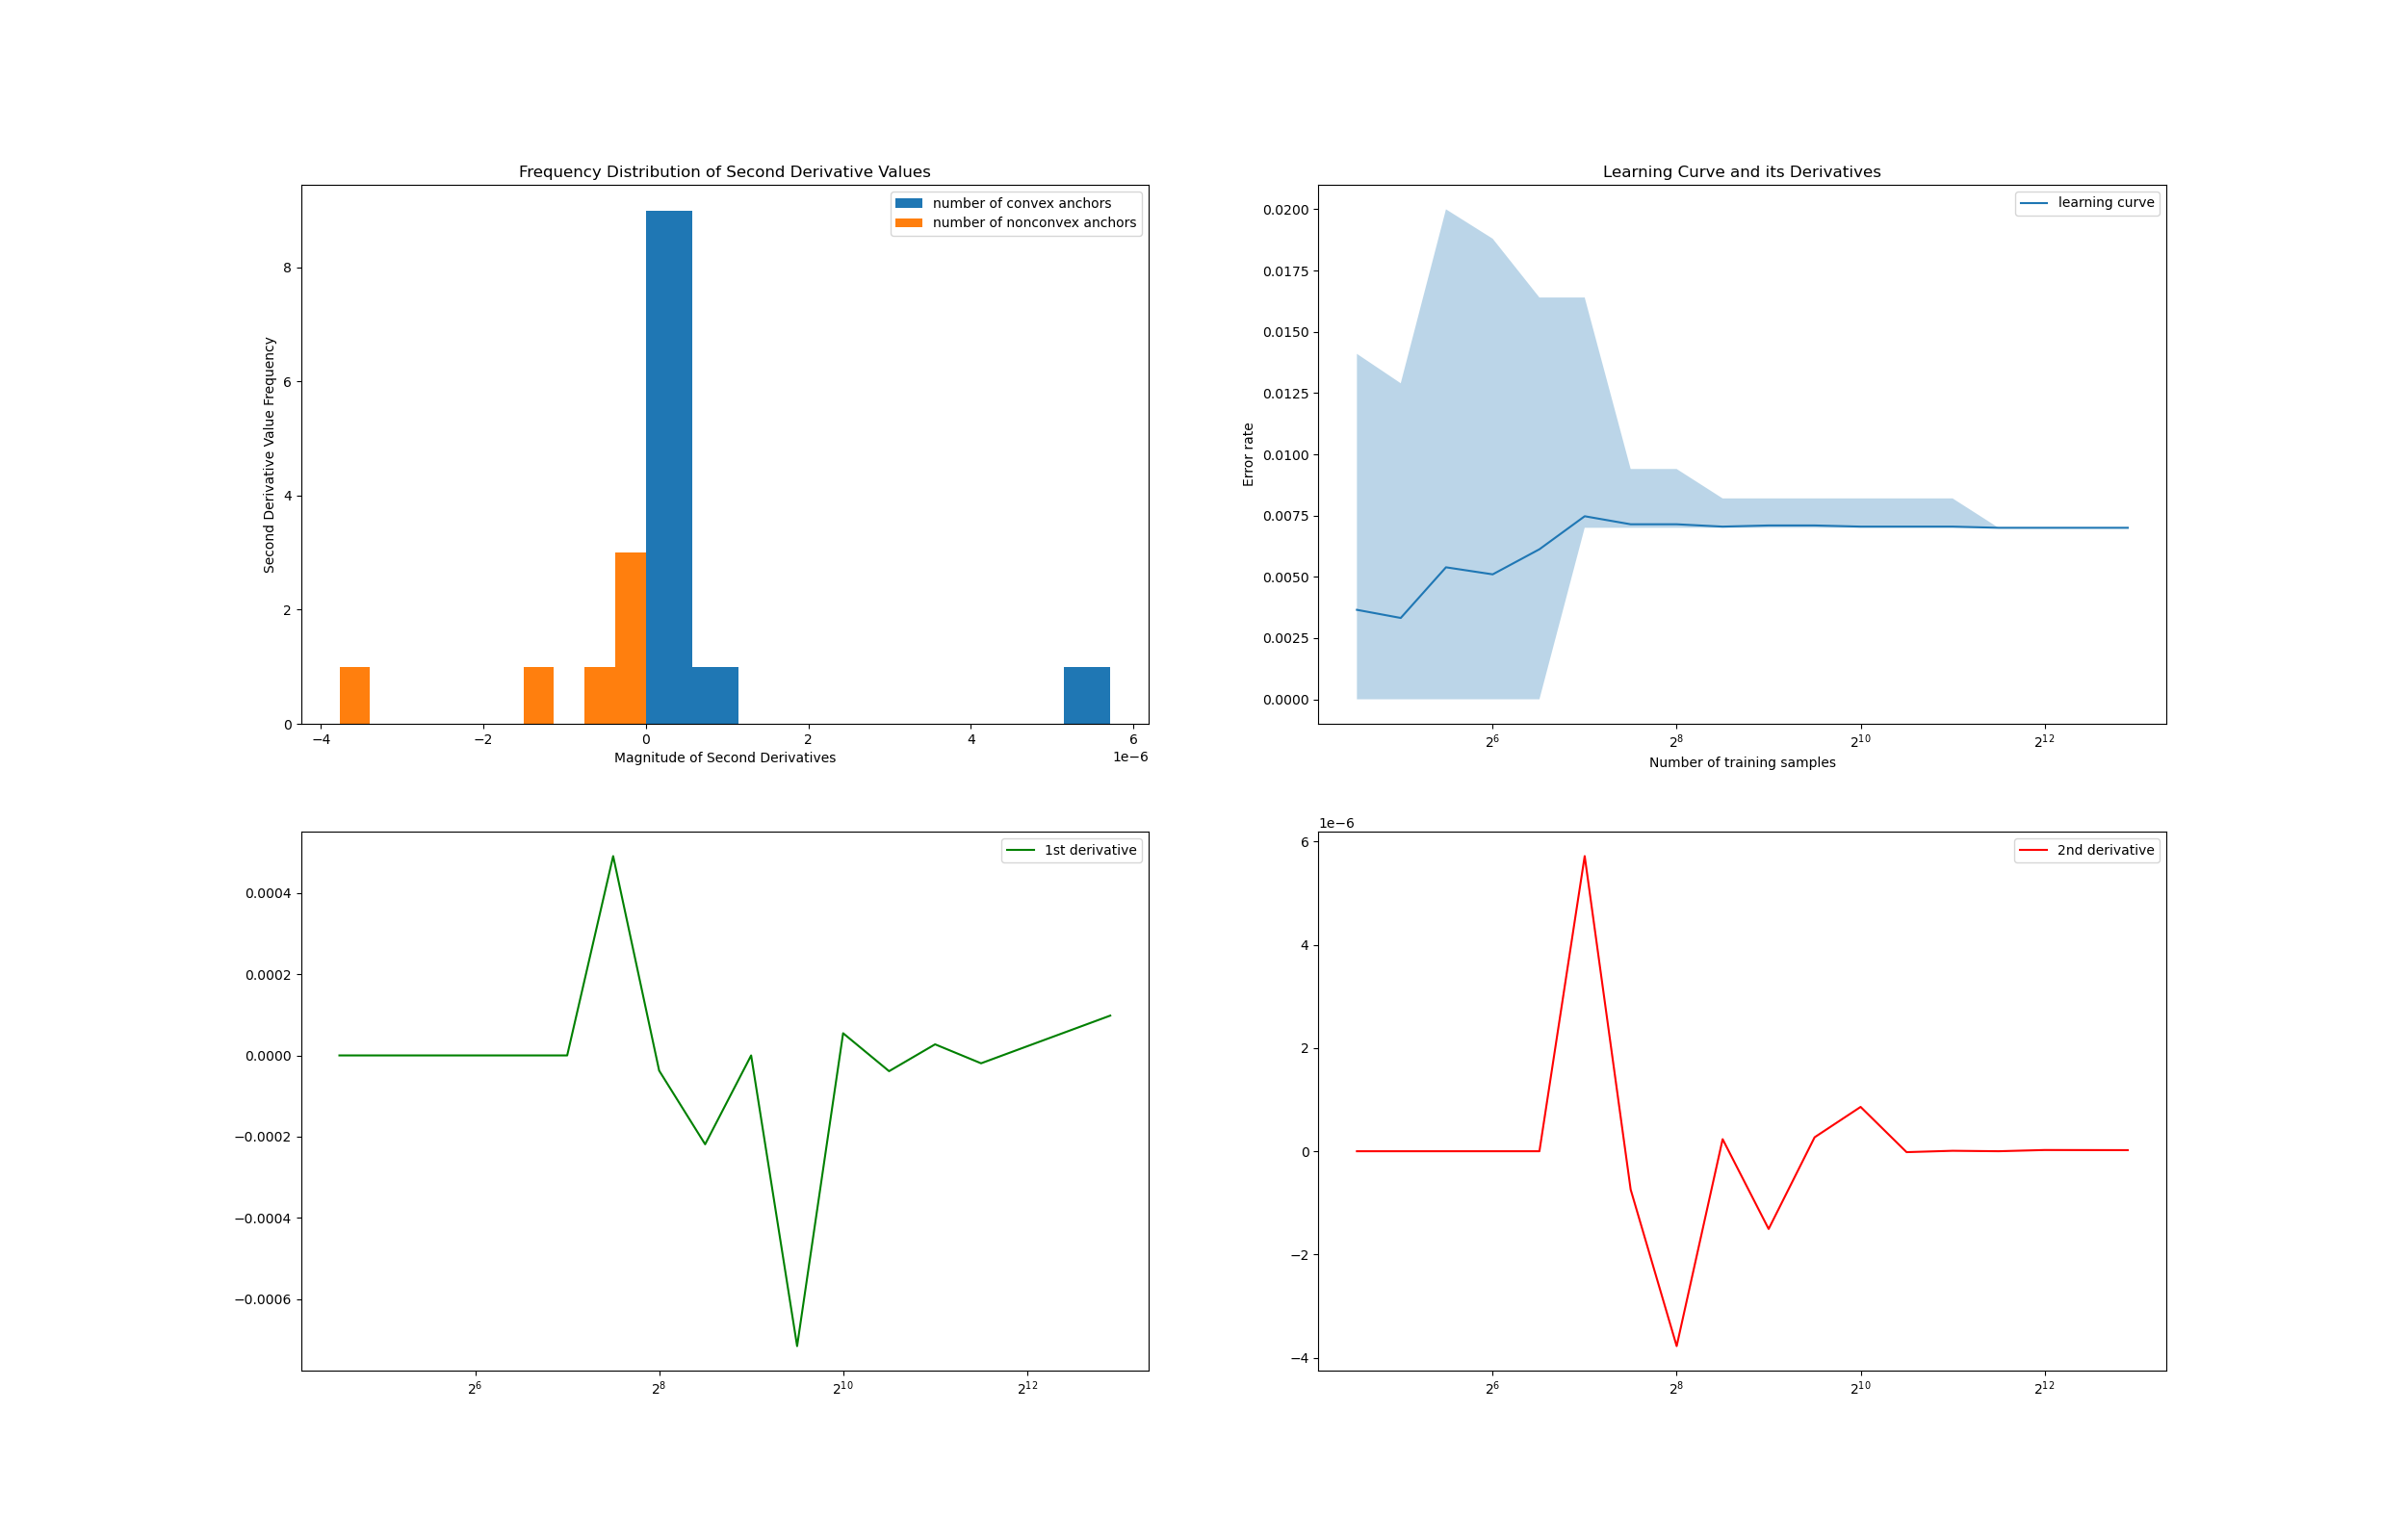 Frequency Distribution of Second Derivative Values
number of convex anchors
number of nonconvex anchors
Second Derivative Value Frequency
8
6
4
2
0
−4 −2 0 2 4 6
1e−6
Magnitude of Second Derivatives
Learning Curve and its Derivatives
learning curve
Error rate
0.0200
0.0175
0.0150
0.0125
0.0100
0.0075
0.0050
0.0025
0.0000
2^6 2^8 2^10 2^12
Number of training samples
1st derivative
0.0004
0.0002
0.0000
−0.0002
−0.0004
−0.0006
2^6 2^8 2^10 2^12
1e−6
2nd derivative
6
4
2
0
−2
−4
2^6 2^8 2^10 2^12